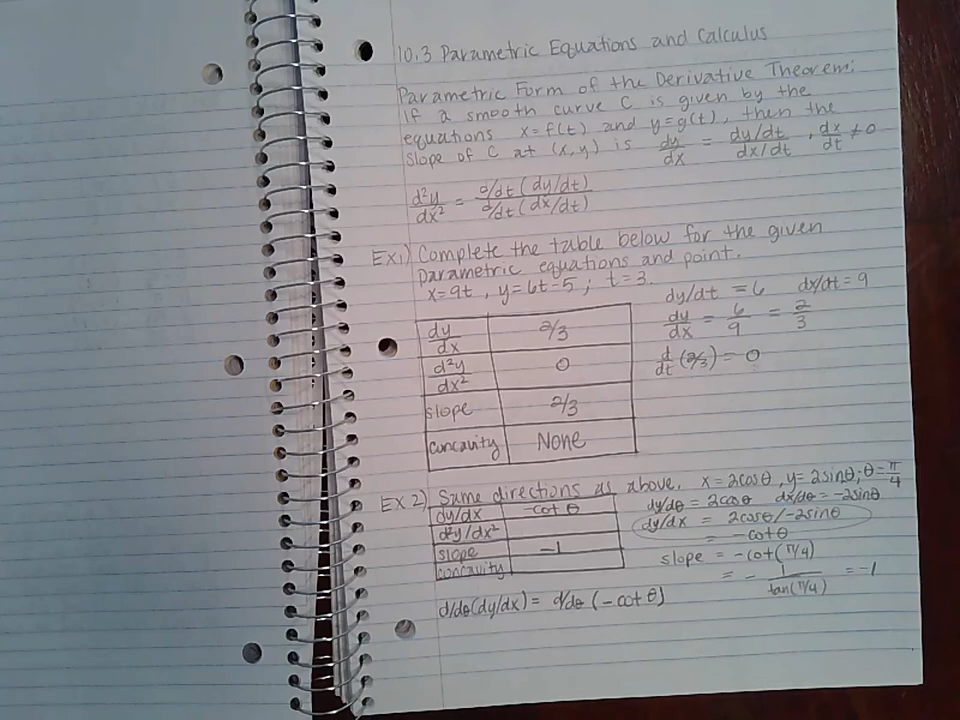 10.3 Parametric Equations and Calculus
Parametric Form of the Derivative Theorem:
If a smooth curve C is given by the
equations x=f(t) and y=g(t), then the
slope of C at (x,y) is dy/dx = (dy/dt)/(dx/dt), dx/dt ≠ 0
d²y/dx² = (d/dt(dy/dt))/(d/dt(dx/dt))
Ex1) Complete the table below for the given
parametric equations and point.
x=9t, y=6t-5; t=3.
dy/dt = 6 dx/dt = 9
dy/dx = 6/9 = 2/3
d/dt (2/3) = 0
dy/dx 2/3
d²y/dx² 0
slope 2/3
concavity None
EX 2) Same directions as above. x=2cosθ, y=2sinθ; θ=π/4
dy/dx -cot θ
d²y/dx²
slope -1
concavity
dy/dθ = 2cosθ dx/dθ = -2sinθ
dy/dx = 2cosθ/-2sinθ
= -cotθ
slope = -cot(π/4)
= - 1/tan(π/4) = -1
d/dθ(dy/dx) = d/dθ (-cot θ)